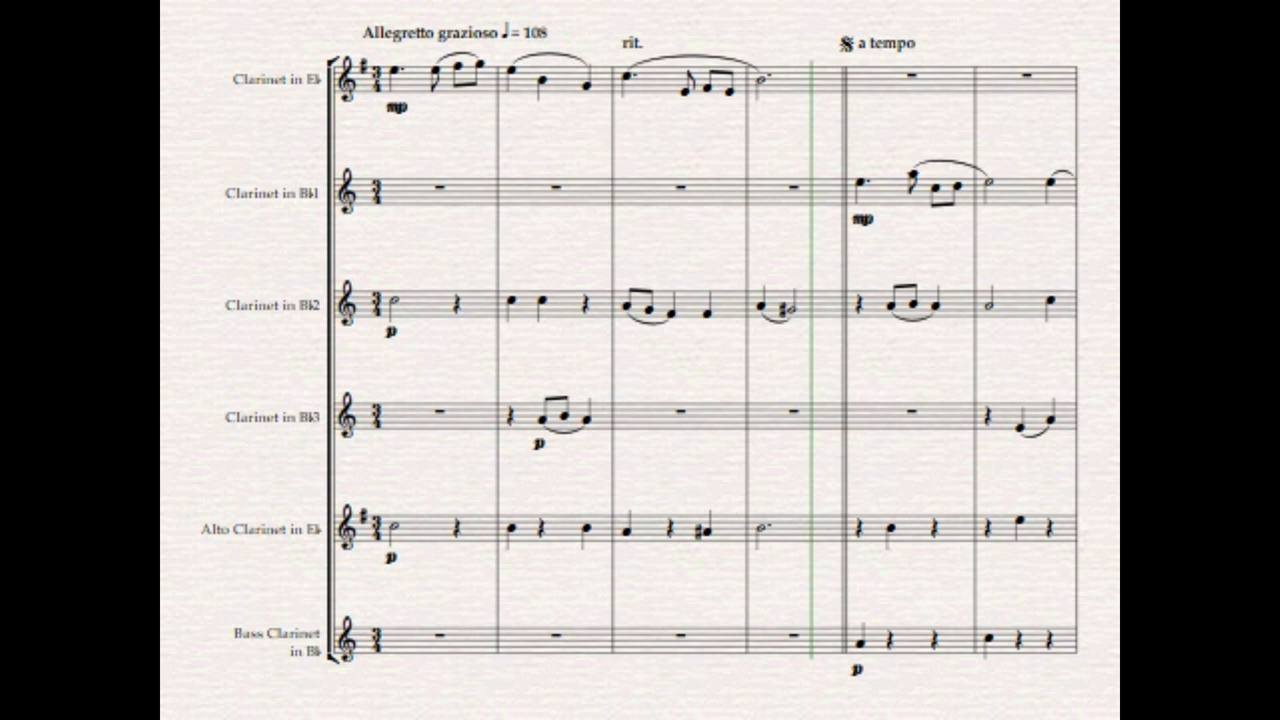 Allegretto grazioso ♩ = 108
rit.
a tempo
Clarinet in E♭
mp
Clarinet in B♭1
mp
Clarinet in B♭2
p
Clarinet in B♭3
p
Alto Clarinet in E♭
p
Bass Clarinet
in B♭
p